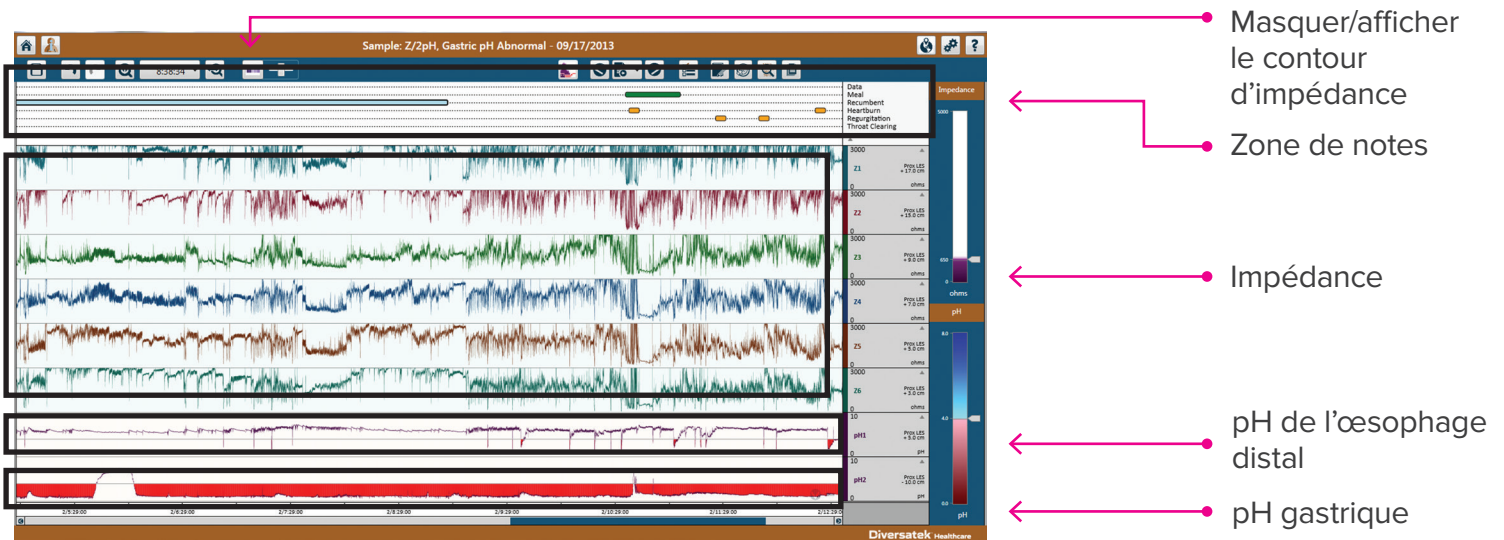 Sample: Z/2pH, Gastric pH Abnormal - 09/17/2013
?
8:38:34
Data
Meal
Recumbent
Heartburn
Regurgitation
Throat Clearing
3000
Z1
Prox LES
+ 17.0 cm
0
ohms
3000
Z2
Prox LES
+ 15.0 cm
0
ohms
3000
Z3
Prox LES
+ 9.0 cm
0
ohms
3000
Z4
Prox LES
+ 7.0 cm
0
ohms
3000
Z5
Prox LES
+ 5.0 cm
0
ohms
3000
Z6
Prox LES
+ 3.0 cm
0
ohms
10
pH1
Prox LES
+ 5.0 cm
0
pH
10
pH2
Prox LES
- 10.0 cm
0
pH
2/5:29:00
2/6:29:00
2/7:29:00
2/8:29:00
2/9:29:00
2/10:29:00
2/11:29:00
2/12:29:0
Impedance
5000
650
0
ohms
pH
8.0
4.0
0.0
pH
Diversatek Healthcare
Masquer/afficher
le contour
d’impédance
Zone de notes
Impédance
pH de l’œsophage
distal
pH gastrique